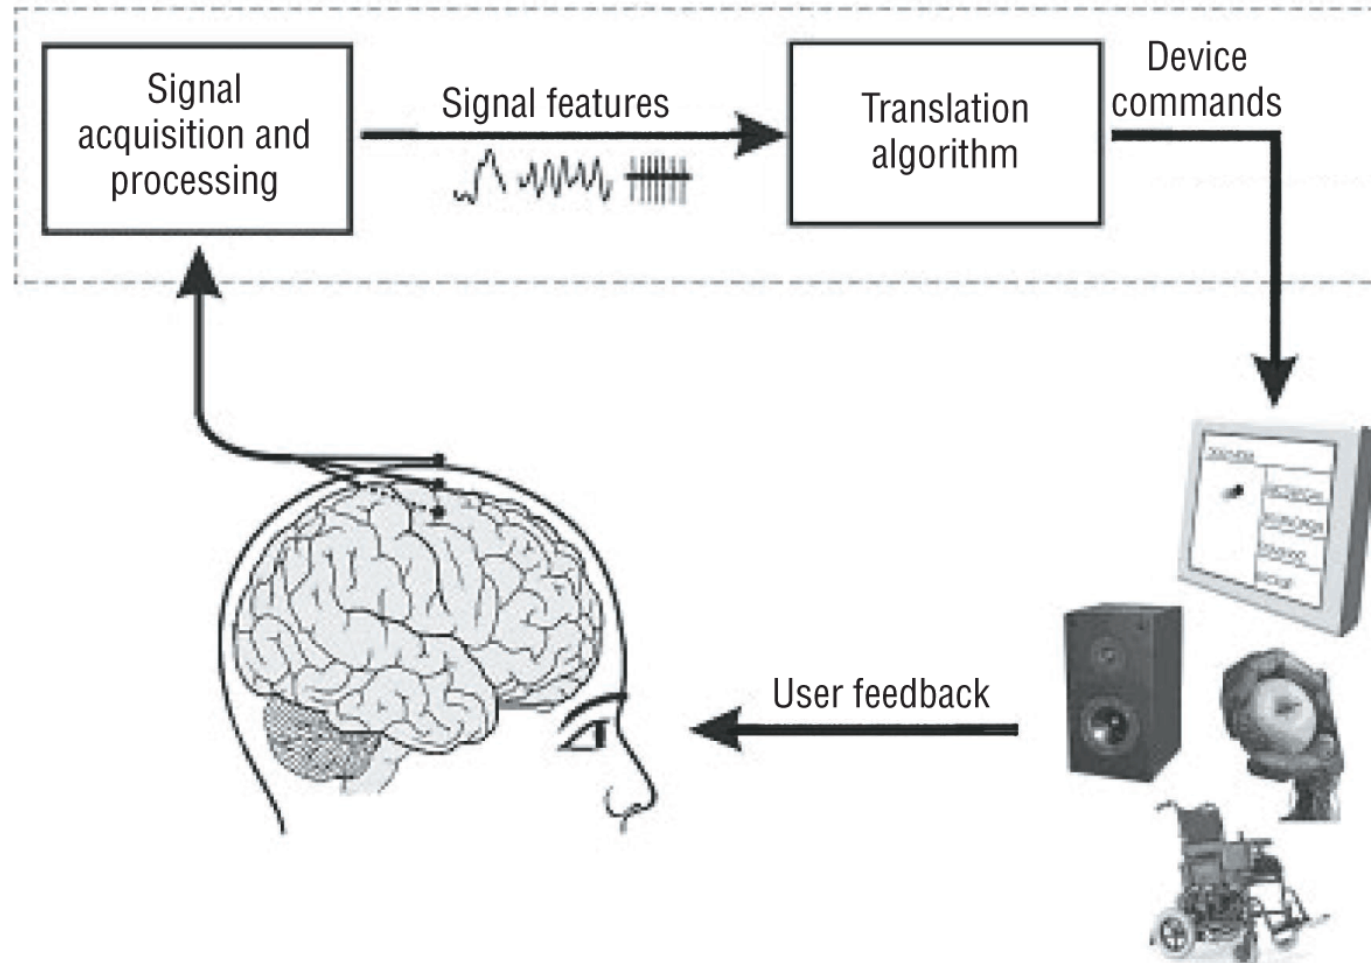 Signal
acquisition and
processing
Signal features
Translation
algorithm
Device
commands
User feedback